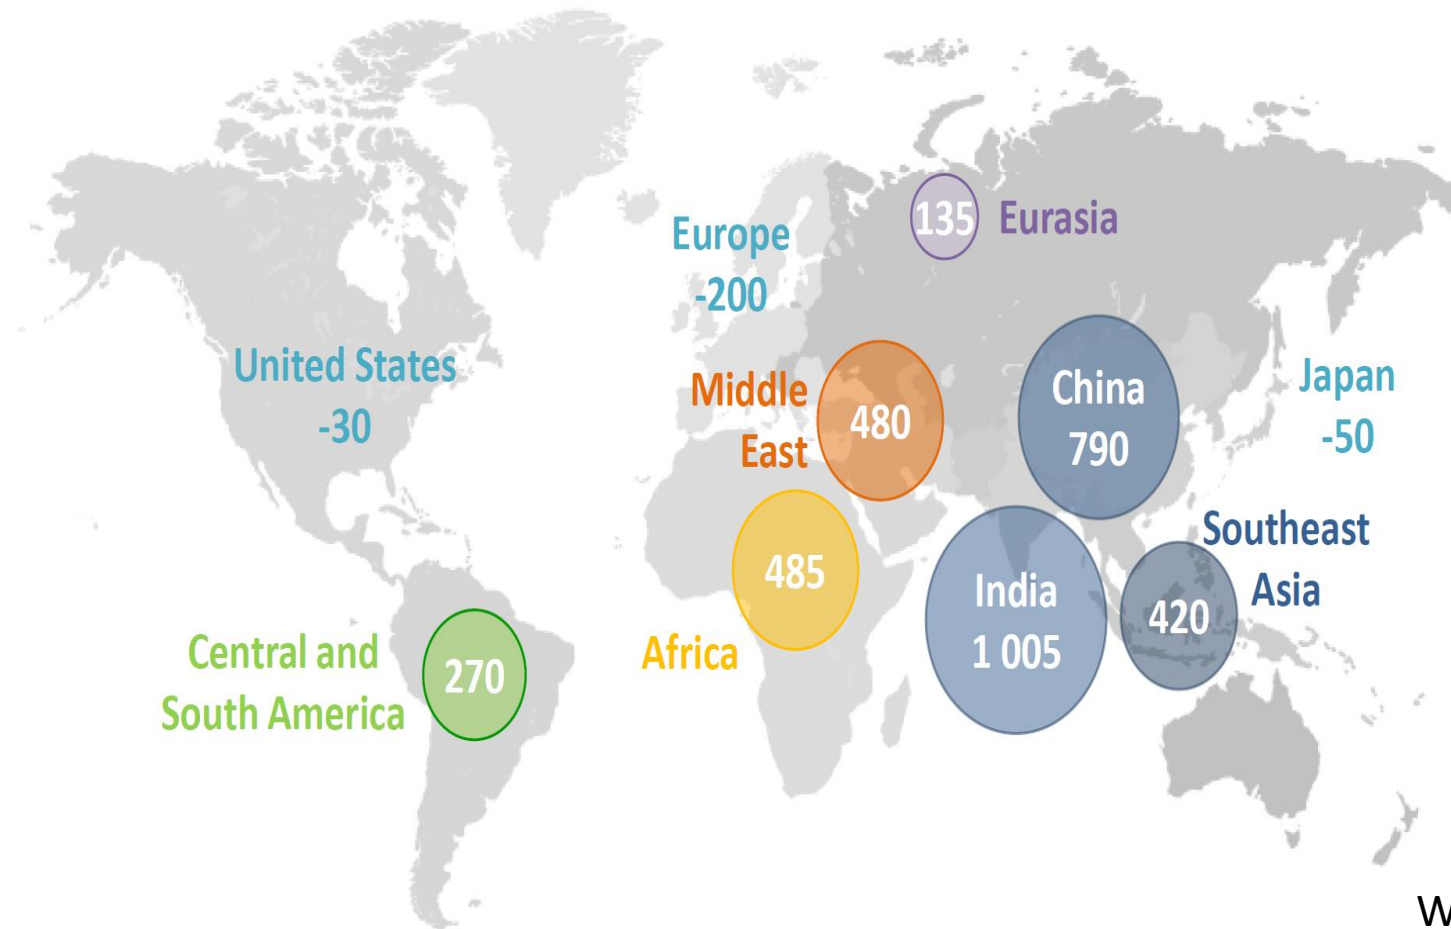 135 Eurasia
Europe
-200
United States
-30
Middle
East
480
China
790
Japan
-50
Southeast
Asia
485
Africa
India
1 005
420
Central and
South America
270
W